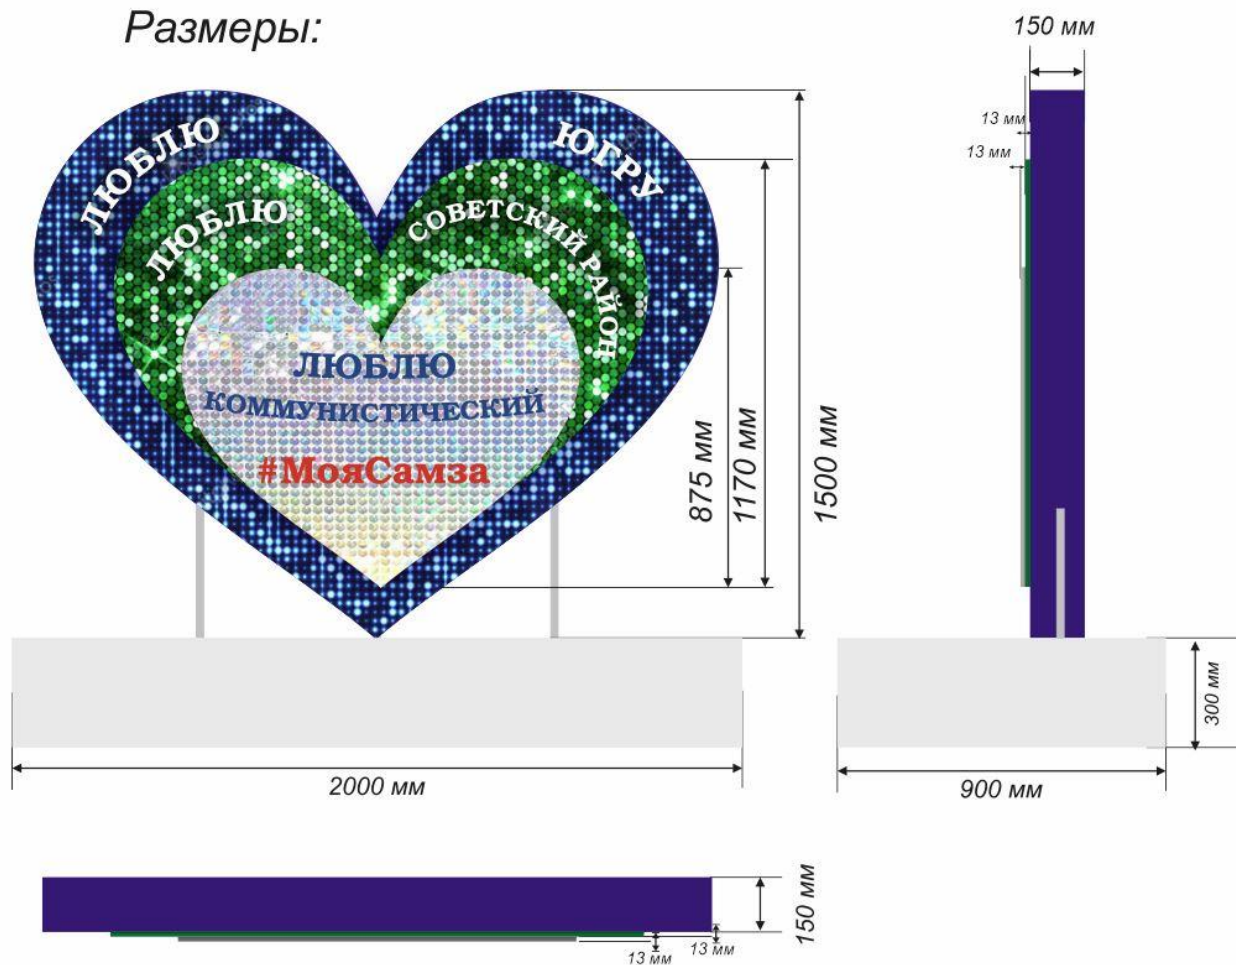 Размеры:
150 мм
ЛЮБЛЮ ЮГРУ
13 мм
13 мм
ЛЮБЛЮ СОВЕТСКИЙ РАЙОН
ЛЮБЛЮ
КОММУНИСТИЧЕСКИЙ
#МояСамза
875 мм
1170 мм
1500 мм
300 мм
2000 мм
900 мм
150 мм
13 мм
13 мм